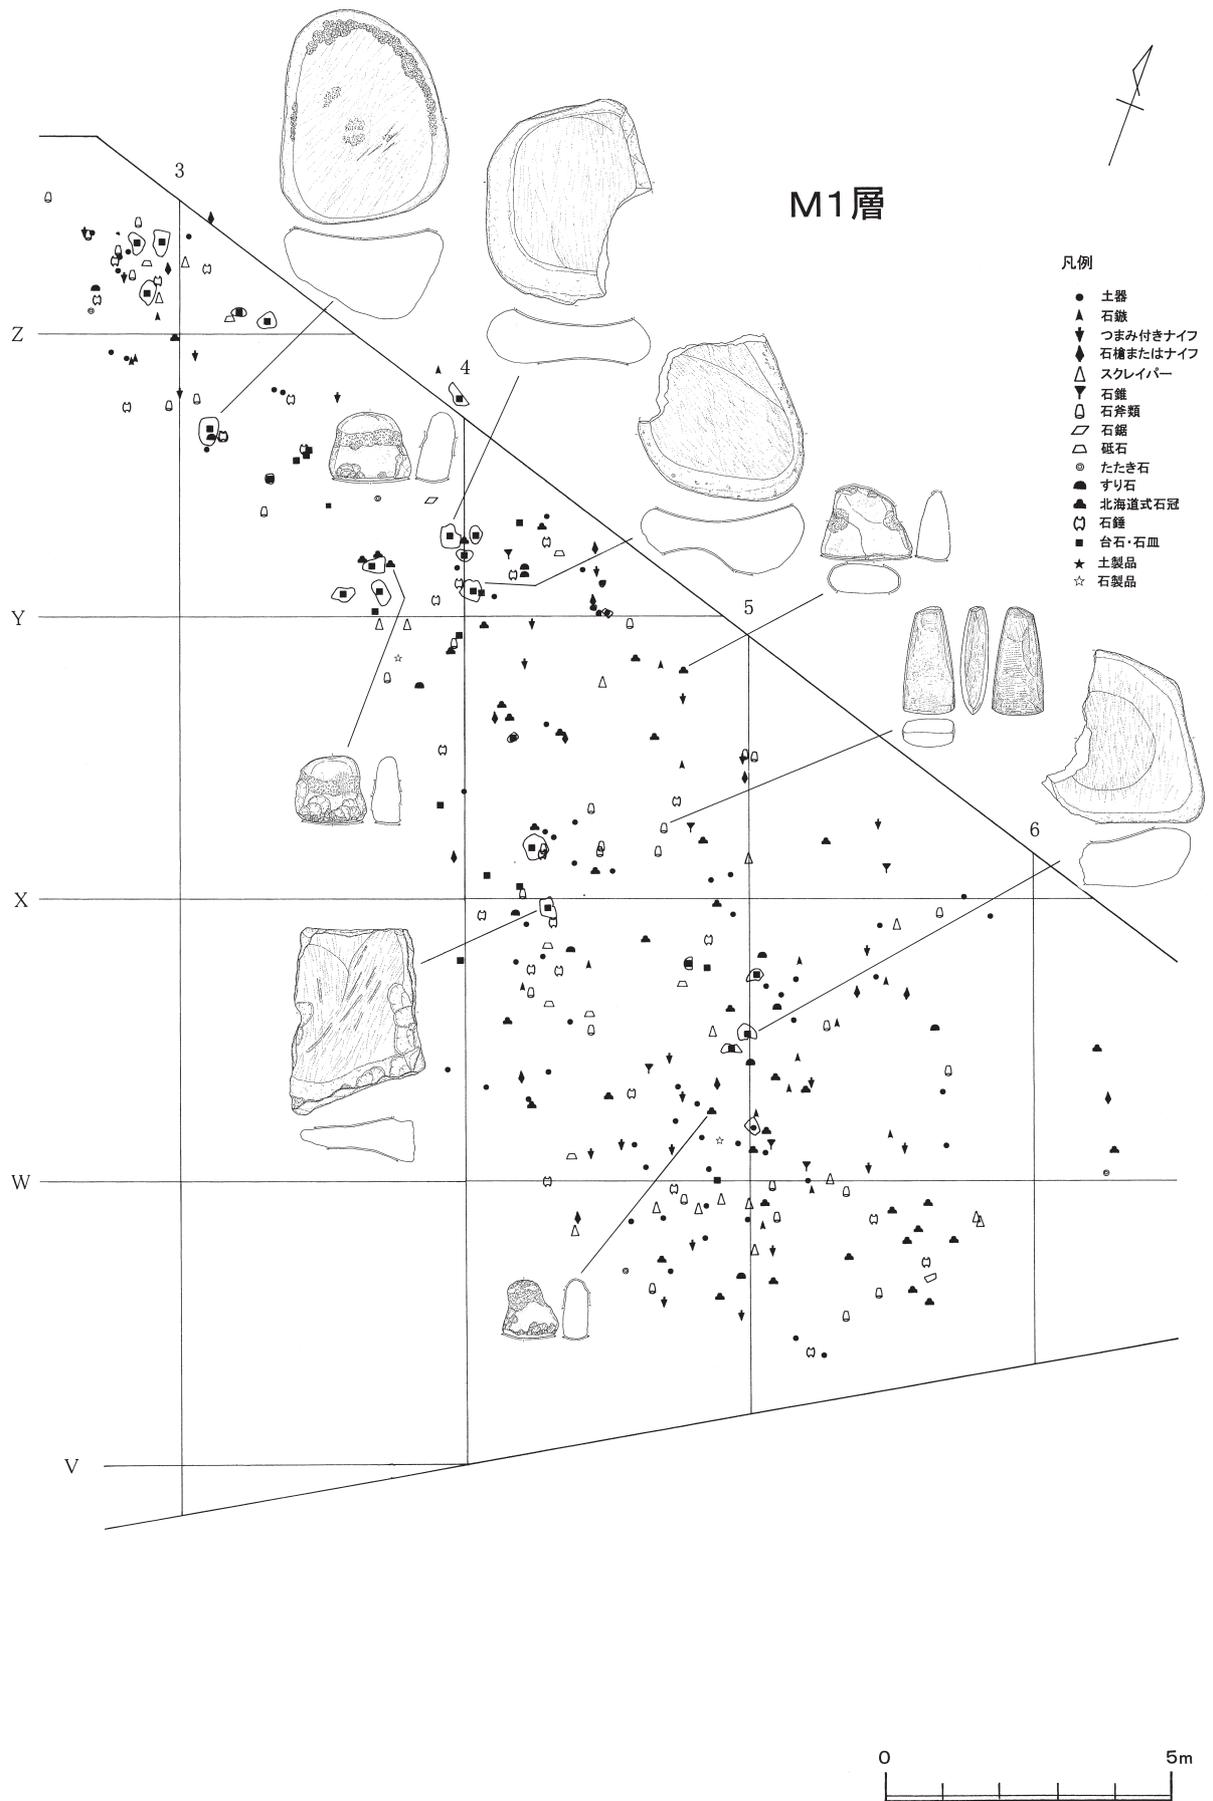 M1層
3
4
5
6
Z
Y
X
W
V
凡例
土器
石鏃
つまみ付きナイフ
石槍またはナイフ
スクレイパー
石錐
石斧類
石鋸
砥石
たたき石
すり石
北海道式石冠
石錘
台石・石皿
土製品
石製品
0 5m